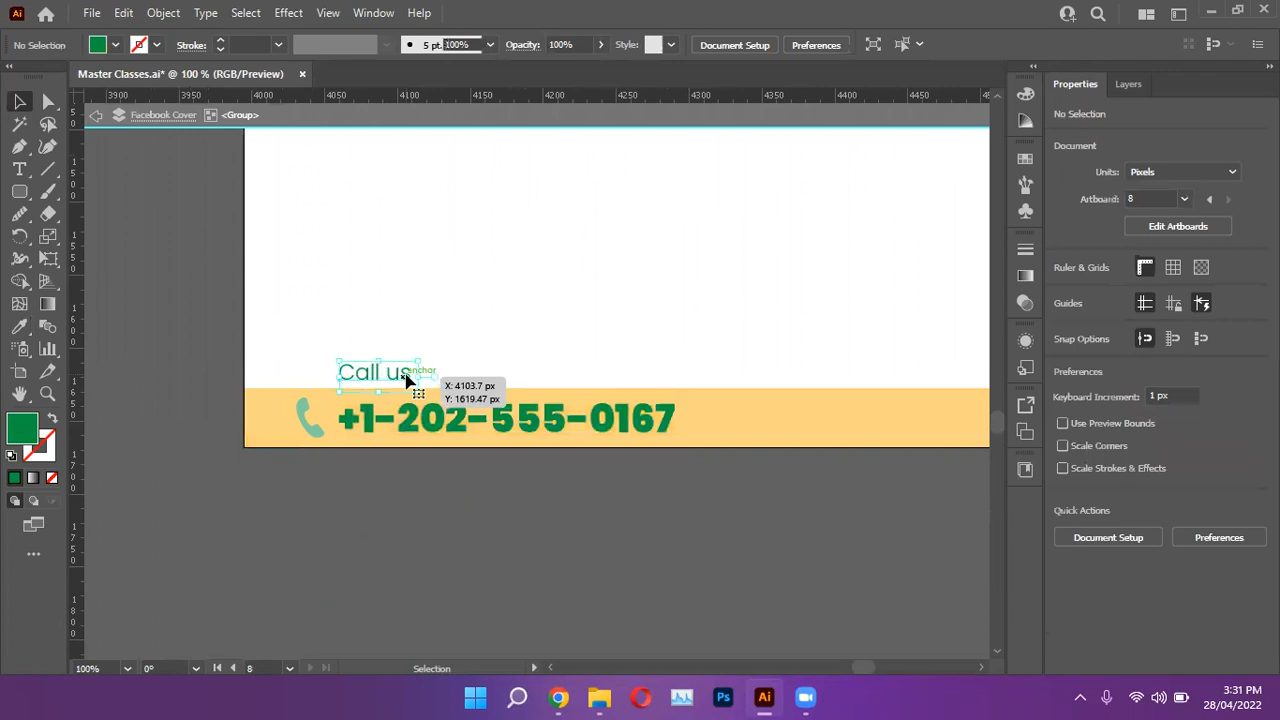 File Edit Object Type Select Effect View Window Help
No Selection Stroke: 5 pt. 100% Opacity: 100% Style: Document Setup Preferences
Master Classes.ai* @ 100 % (RGB/Preview)
3900 3950 4000 4050 4100 4150 4200 4250 4300 4350 4400 4450
Facebook Cover <Group>
Call us
anchor
X: 4103.7 px
Y: 1619.47 px
+1-202-555-0167
Properties Layers
No Selection
Document
Units: Pixels
Artboard: 8
Edit Artboards
Ruler & Grids
Guides
Snap Options
Preferences
Keyboard Increment: 1 px
Use Preview Bounds
Scale Corners
Scale Strokes & Effects
Quick Actions
Document Setup Preferences
100% 0° 8 Selection
Ps Ai
3:31 PM
28/04/2022